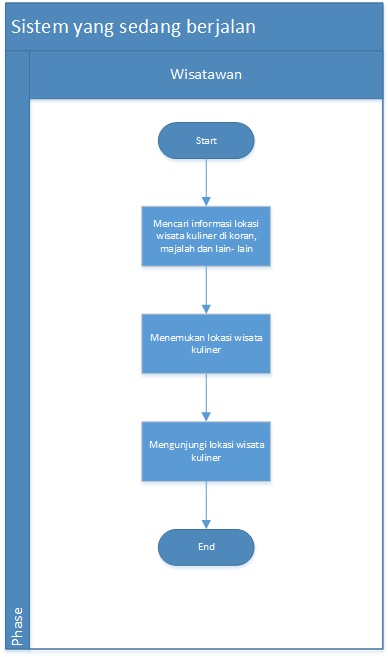 Sistem yang sedang berjalan
Wisatawan
Start
Mencari informasi lokasi
wisata kuliner di koran,
majalah dan lain- lain
Menemukan lokasi wisata
kuliner
Mengunjungi lokasi wisata
kuliner
End
Phase